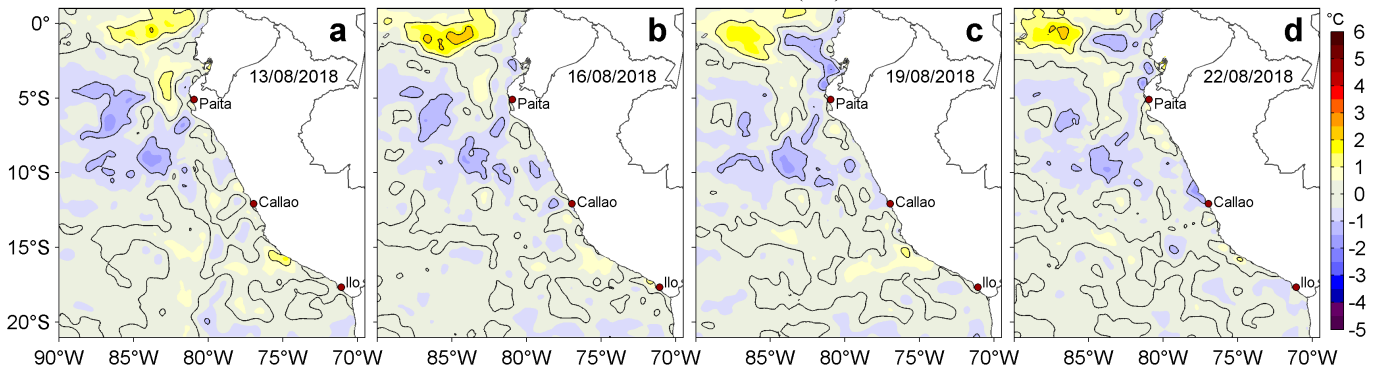 a b c d
°C
13/08/2018 16/08/2018 19/08/2018 22/08/2018
Paita Paita Paita Paita
Callao Callao Callao Callao
Ilo Ilo Ilo Ilo
0°
5°S
10°S
15°S
20°S
90°W 85°W 80°W 75°W 70°W 85°W 80°W 75°W 70°W 85°W 80°W 75°W 70°W 85°W 80°W 75°W 70°W
6
5
4
3
2
1
0
-1
-2
-3
-4
-5